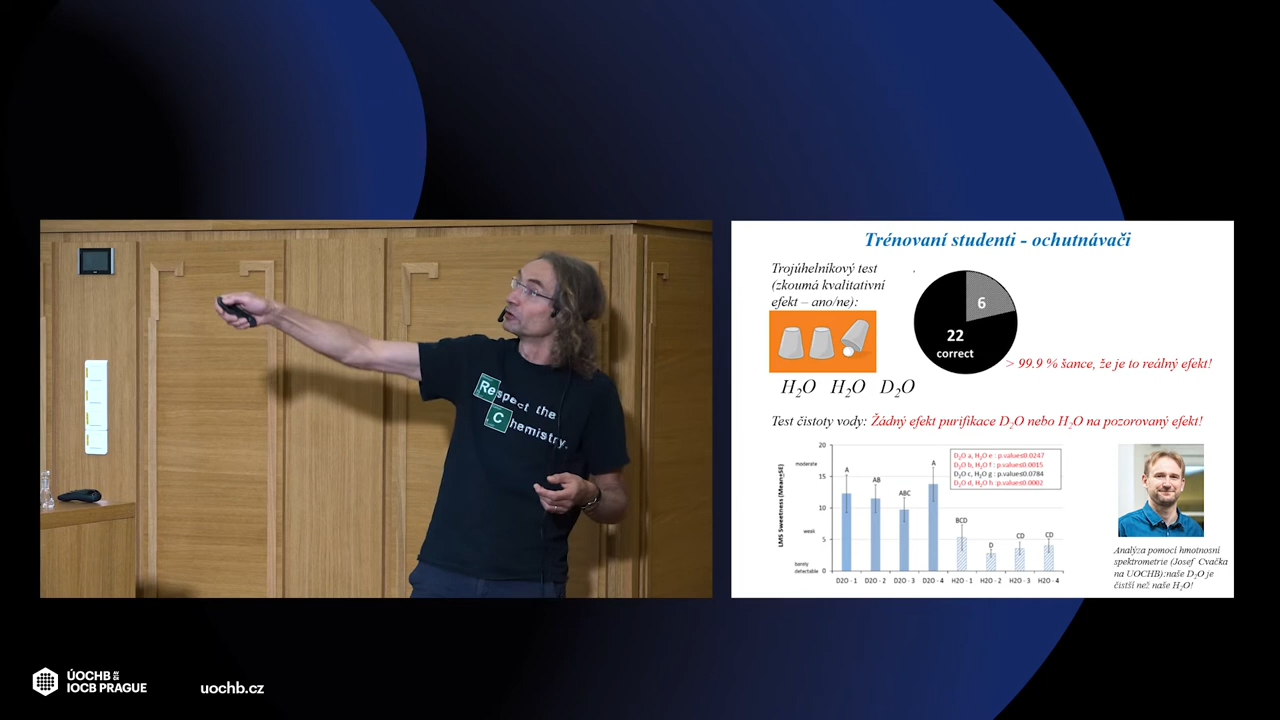 Respect the
Chemistry.
Trénovaní studenti - ochutnávači
Trojúhelníkový test
(zkoumá kvalitativní
efekt – ano/ne):
6
22
correct
> 99.9 % šance, že je to reálný efekt!
H₂O H₂O D₂O
Test čistoty vody: Žádný efekt purifikace D₂O nebo H₂O na pozorovaný efekt!
LMS Sweetness (Mean±SE)
20
moderate
15
10
weak
5
barely
detectable
0
A
AB
ABC
A
BCD
D
CD
CD
D₂O a, H₂O e : p.value≤0.0247
D₂O b, H₂O f : p.value≤0.0015
D₂O c, H₂O g : p.value≤0.0784
D₂O d, H₂O h :p.value≤0.0002
D2O - 1 D2O - 2 D2O - 3 D2O - 4 H2O - 1 H2O - 2 H2O - 3 H2O - 4
Analýza pomocí hmotnosní
spektrometrie (Josef Cvačka
na UOCHB):naše D₂O je
čistší než naše H₂O!
ÚOCHB AV ČR
IOCB PRAGUE
uochb.cz